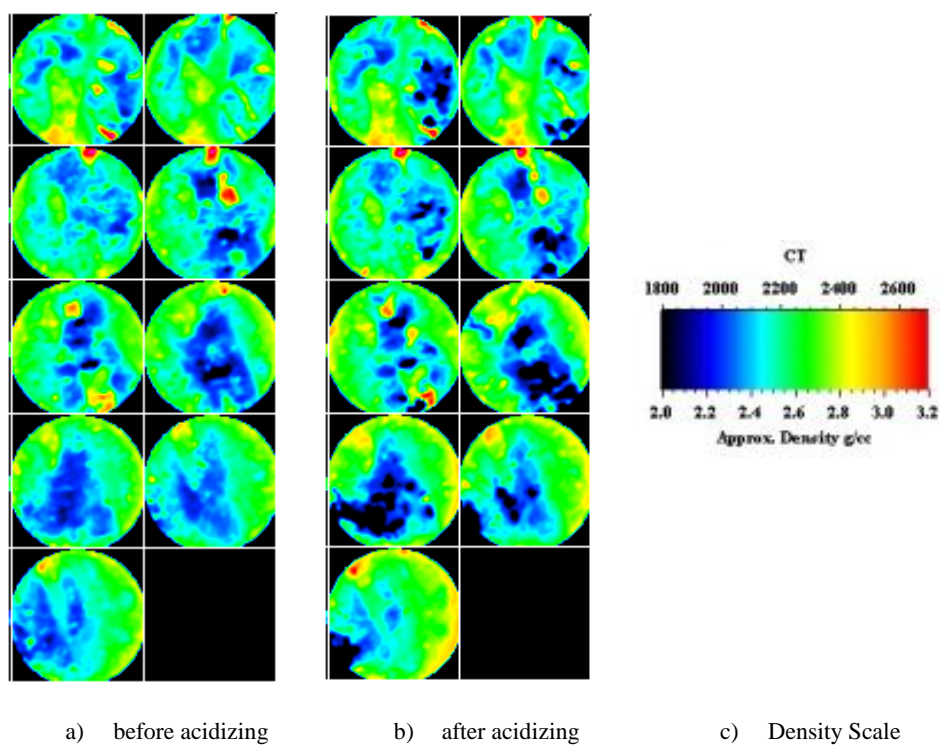 CT
1800 2000 2200 2400 2600
2.0 2.2 2.4 2.6 2.8 3.0 3.2
Approx. Density g/cc
a) before acidizing b) after acidizing c) Density Scale